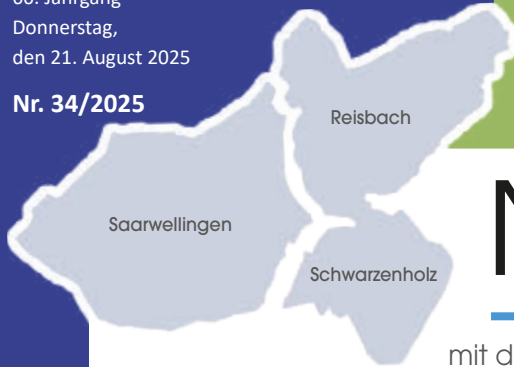 Jahrgang
Donnerstag,
den 21. August 2025
Nr. 34/2025
Reisbach
Saarwellingen
Schwarzenholz
mit d